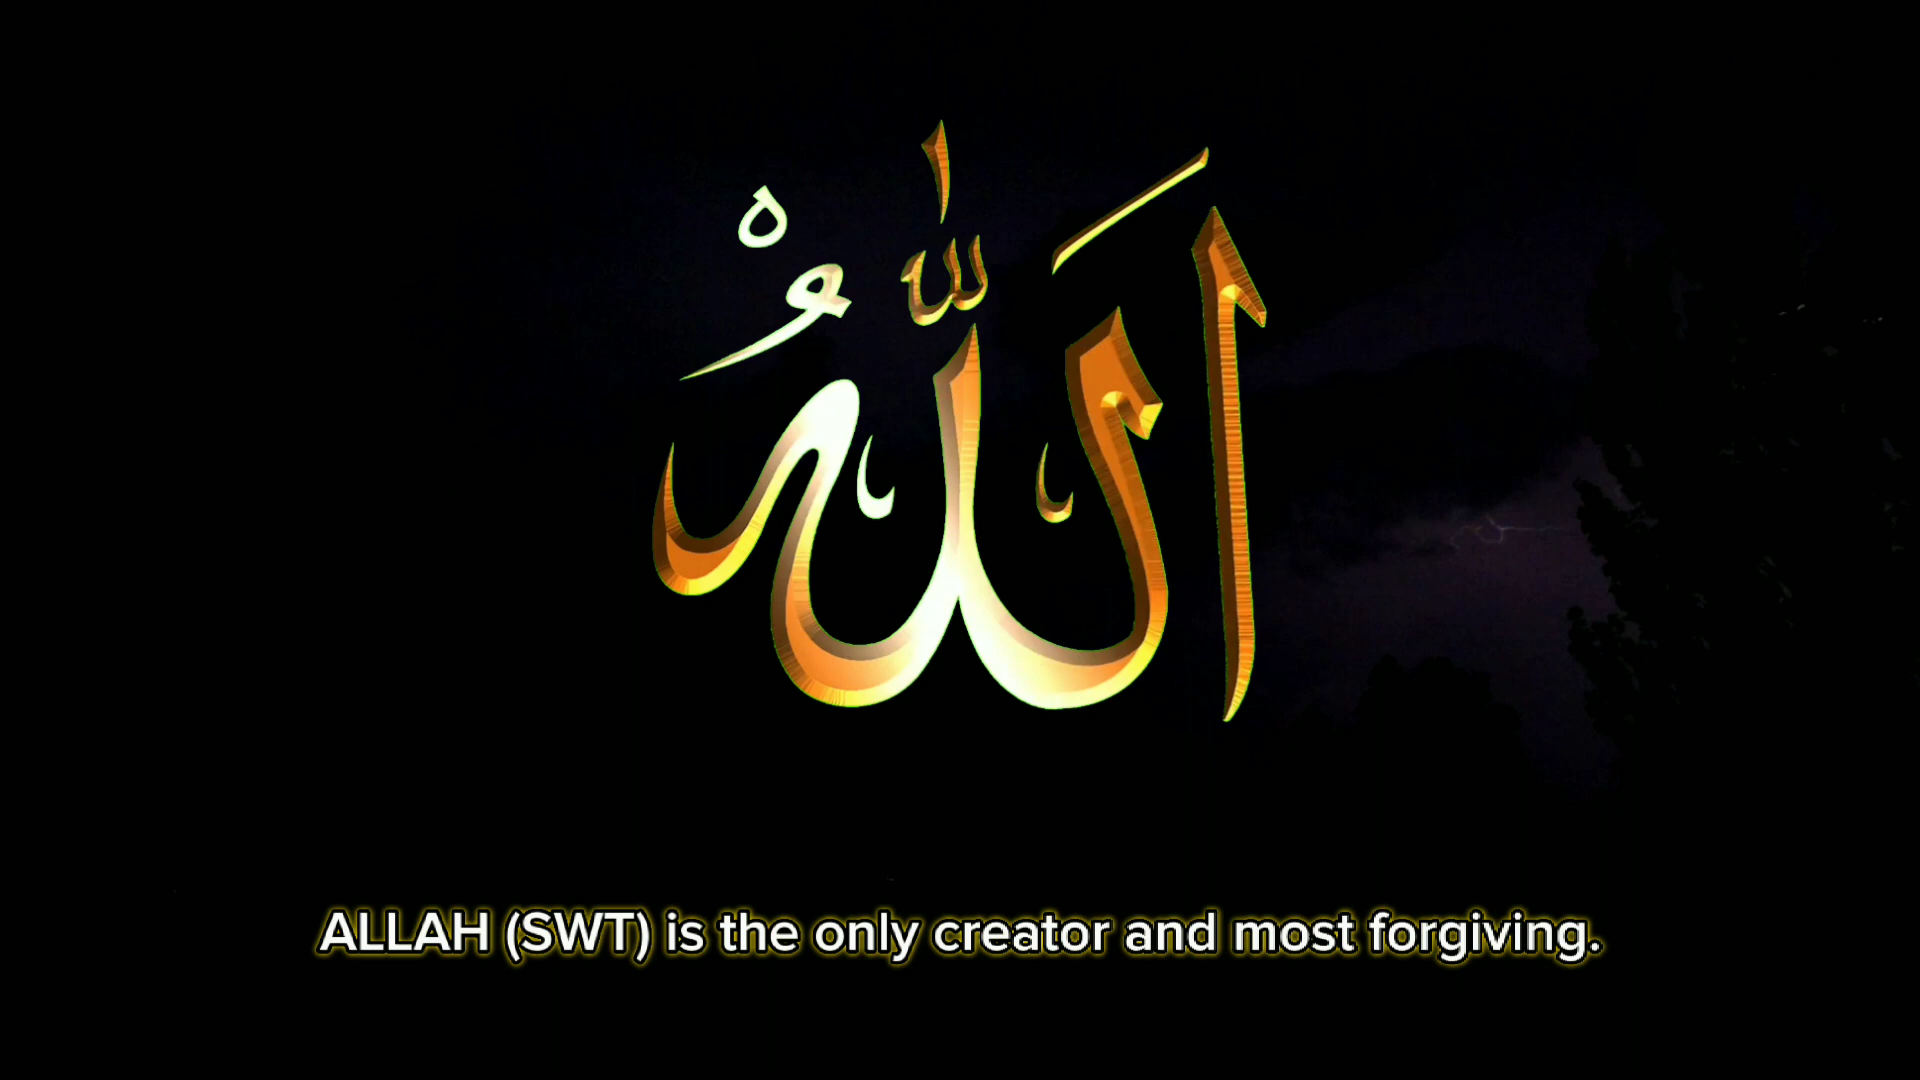 اللّٰهُ
ALLAH (SWT) is the only creator and most forgiving.